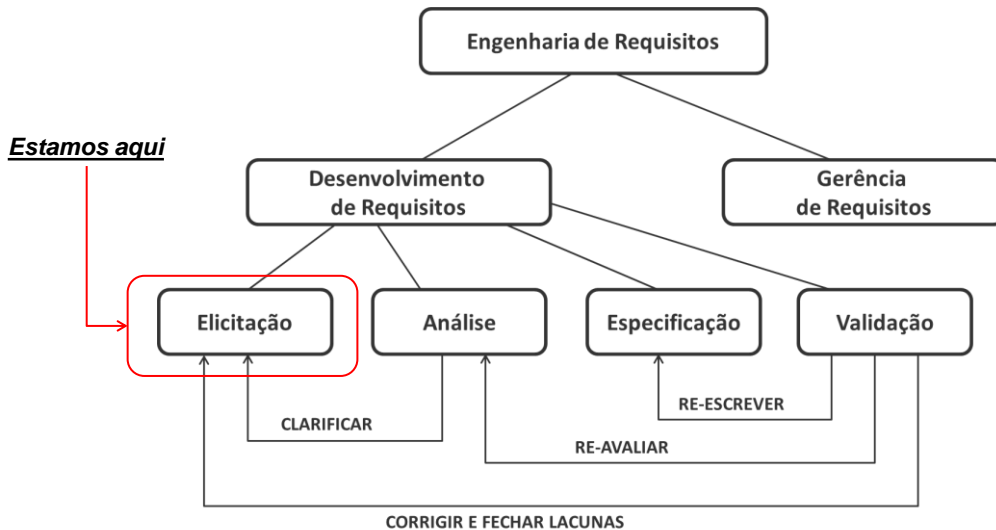 Engenharia de Requisitos
Estamos aqui
Desenvolvimento
de Requisitos
Gerência
de Requisitos
Elicitação
Análise
Especificação
Validação
RE-ESCREVER
CLARIFICAR
RE-AVALIAR
CORRIGIR E FECHAR LACUNAS